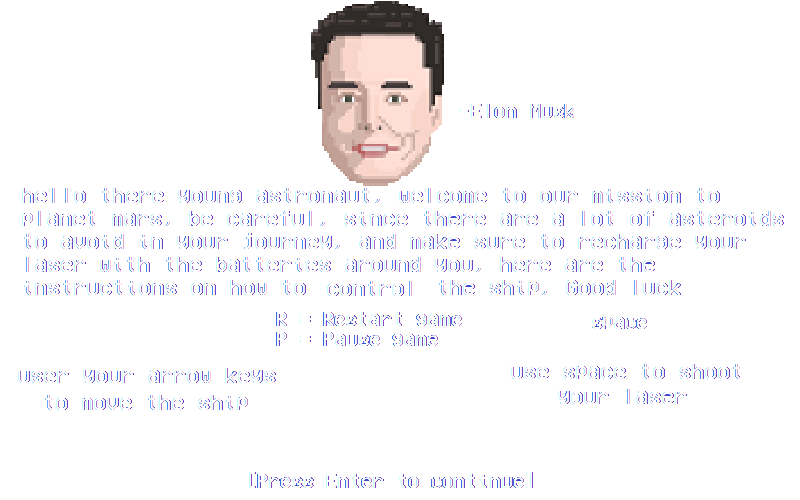 -Elon Musk
hello there young astronaut, welcome to our mission to
planet mars, be careful, since there are a lot of asteroids
to avoid in your journey, and make sure to recharge your
laser with the batteries around you, here are the
instructions on how to control the ship, Good luck
R = Restart game
space
P = Pause game
user your arrow keys
to move the ship
use space to shoot
your laser
[Press Enter to continue]